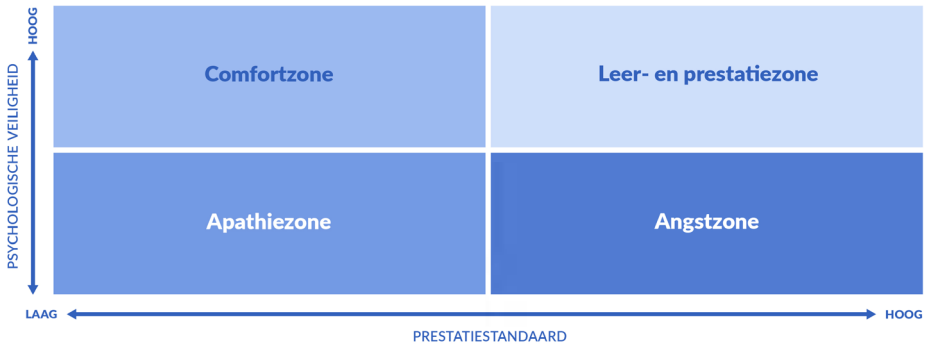 HOOG
PSYCHOLOGISCHE VEILIGHEID
Comfortzone
Leer- en prestatiezone
Apathiezone
Angstzone
LAAG
HOOG
PRESTATIESTANDAARD